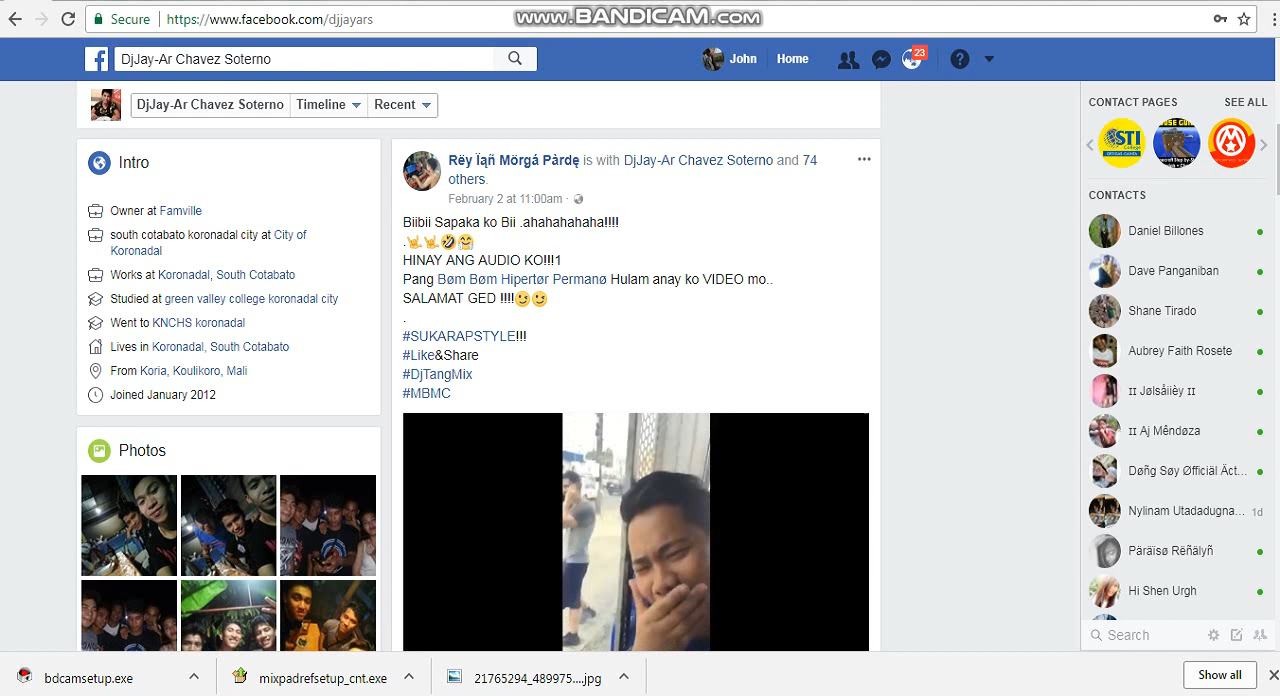 Secure
https://www.facebook.com/djjayars
www.BANDICAM.com
DjJay-Ar Chavez Soterno
John
Home
23
DjJay-Ar Chavez Soterno
Timeline
Recent
Intro
Owner at Famville
south cotabato koronadal city at City of
Koronadal
Works at Koronadal, South Cotabato
Studied at green valley college koronadal city
Went to KNCHS koronadal
Lives in Koronadal, South Cotabato
From Koria, Koulikoro, Mali
Joined January 2012
Photos
Rëy Ïąñ Mörgá Pàrdę is with DjJay-Ar Chavez Soterno and 74
others.
February 2 at 11:00am ·
Biibii Sapaka ko Bii .ahahahahaha!!!!
.🤟🤟🤣🤗
HINAY ANG AUDIO KO!!!1
Pang Bøm Bøm Hipertør Permanø Hulam anay ko VIDEO mo..
SALAMAT GED !!!!😉😉
.
#SUKARAPSTYLE!!!
#Like&Share
#DjTangMix
#MBMC
CONTACT PAGES
SEE ALL
STI
CONTACTS
Daniel Billones
Dave Panganiban
Shane Tirado
Aubrey Faith Rosete
ɪɪ Jølsåïièy ɪɪ
ɪɪ Aj Mêndøza
Døñg Søy Øfficiäl Äct...
Nylinam Utadadugna...
1d
Päräïsø Rëñälyñ
Hi Shen Urgh
Search
bdcamsetup.exe
mixpadrefsetup_cnt.exe
21765294_489975....jpg
Show all